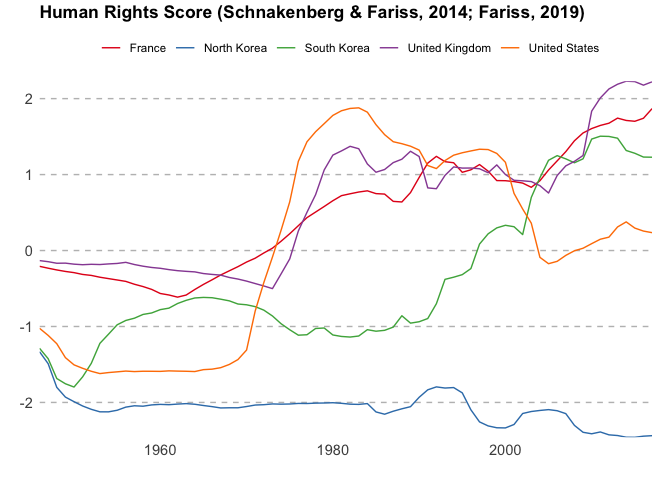 Human Rights Score (Schnakenberg & Fariss, 2014; Fariss, 2019)
France North Korea South Korea United Kingdom United States
2
1
0
-1
-2
1960 1980 2000